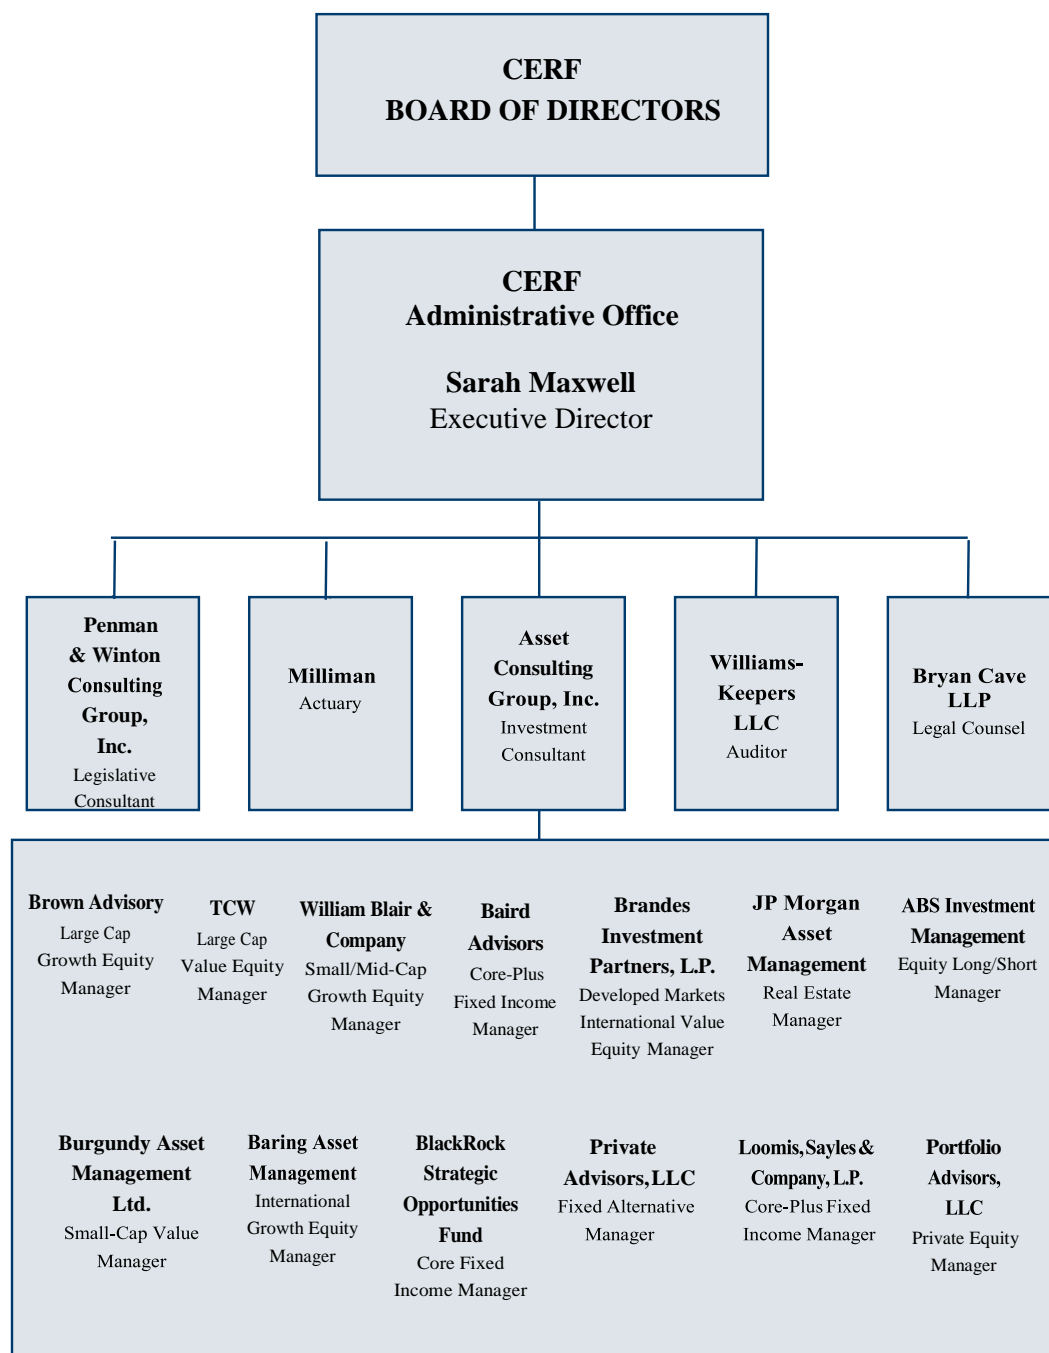 CERF
BOARD OF DIRECTORS
CERF
Administrative Office
Sarah Maxwell
Executive Director
Penman
& Winton
Consulting
Group,
Inc.
Legislative
Consultant
Milliman
Actuary
Asset
Consulting
Group, Inc.
Investment
Consultant
Williams-
Keepers
LLC
Auditor
Bryan Cave
LLP
Legal Counsel
Brown Advisory
Large Cap
Growth Equity
Manager
TCW
Large Cap
Value Equity
Manager
William Blair &
Company
Small/Mid-Cap
Growth Equity
Manager
Baird
Advisors
Core-Plus
Fixed Income
Manager
Brandes
Investment
Partners, L.P.
Developed Markets
International Value
Equity Manager
JP Morgan
Asset
Management
Real Estate
Manager
ABS Investment
Management
Equity Long/Short
Manager
Burgundy Asset
Management
Ltd.
Small-Cap Value
Manager
Baring Asset
Management
International
Growth Equity
Manager
BlackRock
Strategic
Opportunities
Fund
Core Fixed
Income Manager
Private
Advisors, LLC
Fixed Alternative
Manager
Loomis, Sayles &
Company, L.P.
Core-Plus Fixed
Income Manager
Portfolio
Advisors,
LLC
Private Equity
Manager